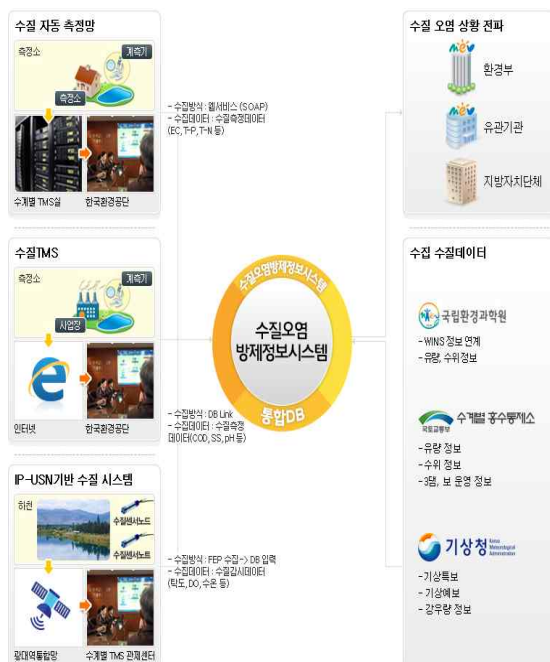 수질 자동 측정망
측정소
계측기
측정소
수계별 TMS실
한국환경공단
- 수집방식 : 웹서비스 (SOAP)
- 수집데이터 : 수질측정데이터
(EC, T-P, T-N 등)
수질TMS
측정소
계측기
사업장
인터넷
한국환경공단
- 수집방식 : DB Link
- 수집데이터 : 수질측정
데이터(COD, SS, pH 등)
IP-USN기반 수질 시스템
하천
수질센서노드
수질센서노트
광대역통합망
수계별 TMS 관제센터
- 수집방식 : FEP 수집-> DB 입력
- 수집데이터 : 수질감시데이터
(탁도, DO, 수온 등)
수질오염방제정보시스템
수질오염
방제정보시스템
통합DB
수질 오염 상황 전파
mev
환경부
mev
유관기관
지방자치단체
수집 수질데이터
국립환경과학원
- WINS 정보 연계
- 유량, 수위정보
국토교통부
수계별 홍수통제소
- 유량 정보
- 수위 정보
- 3댐, 보 운영 정보
기상청
Korea
Meteorological
Administration
- 기상특보
- 기상예보
- 강우량 정보